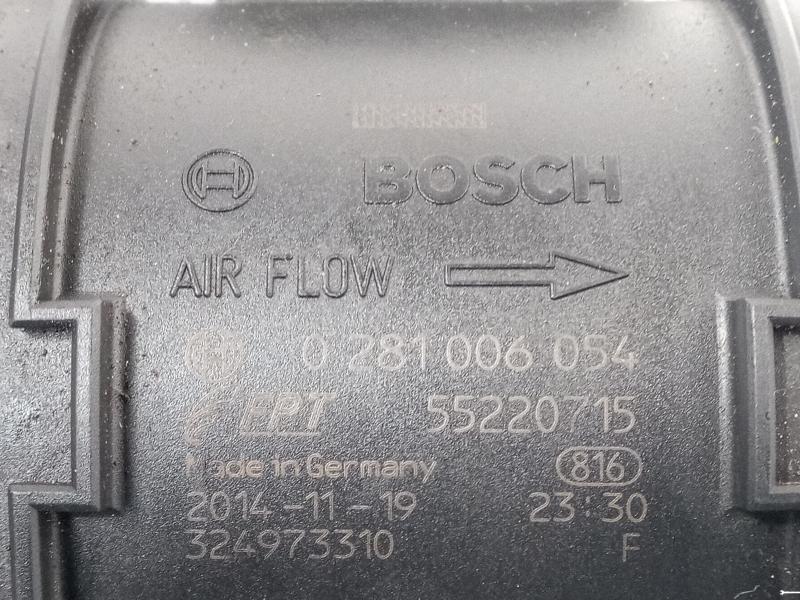 BOSCH
AIR FLOW
0 281 006 054
FPT 55220715
Made in Germany 816
2014-11-19 23:30
324973310 F